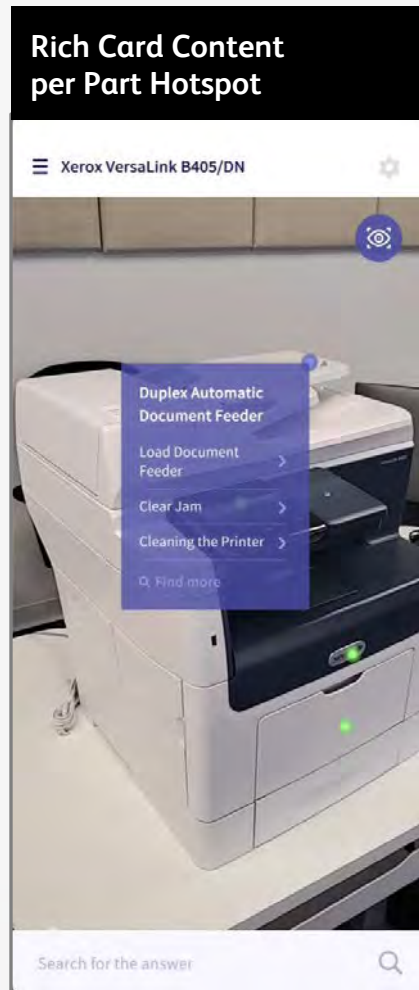 Rich Card Content
per Part Hotspot
Xerox VersaLink B405/DN
Duplex Automatic
Document Feeder
Load Document
Feeder
Clear Jam
Cleaning the Printer
Find more
Search for the answer